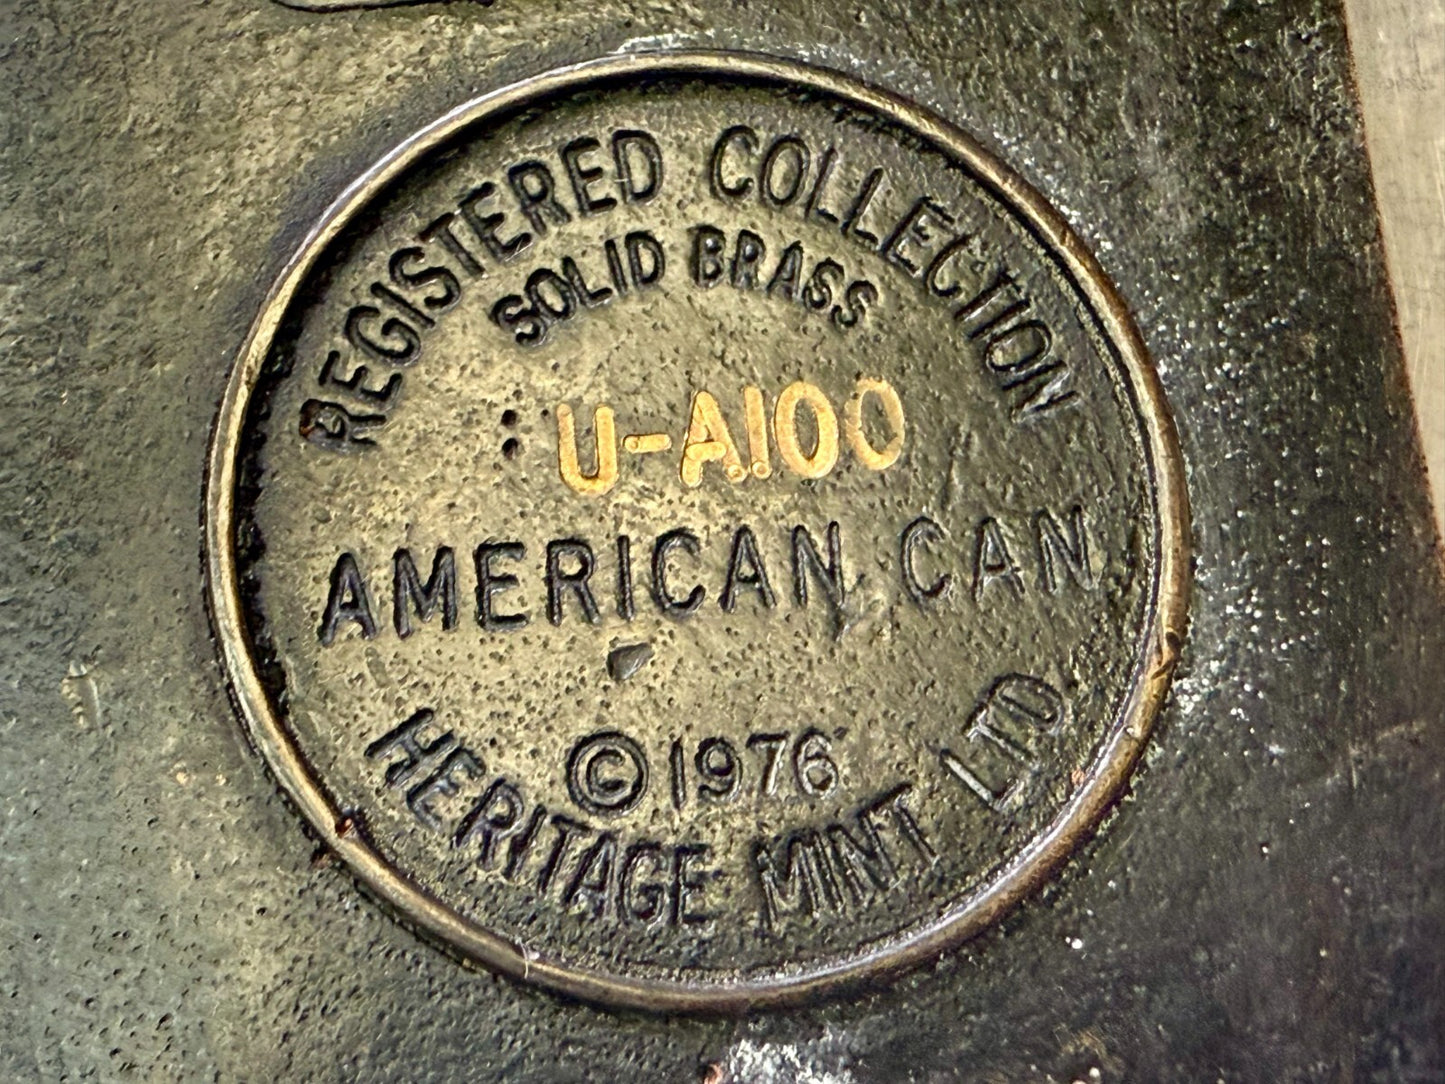 REGISTERED COLLECTION
SOLID BRASS
U-A100
AMERICAN CAN
©1976
HERITAGE MINT LTD